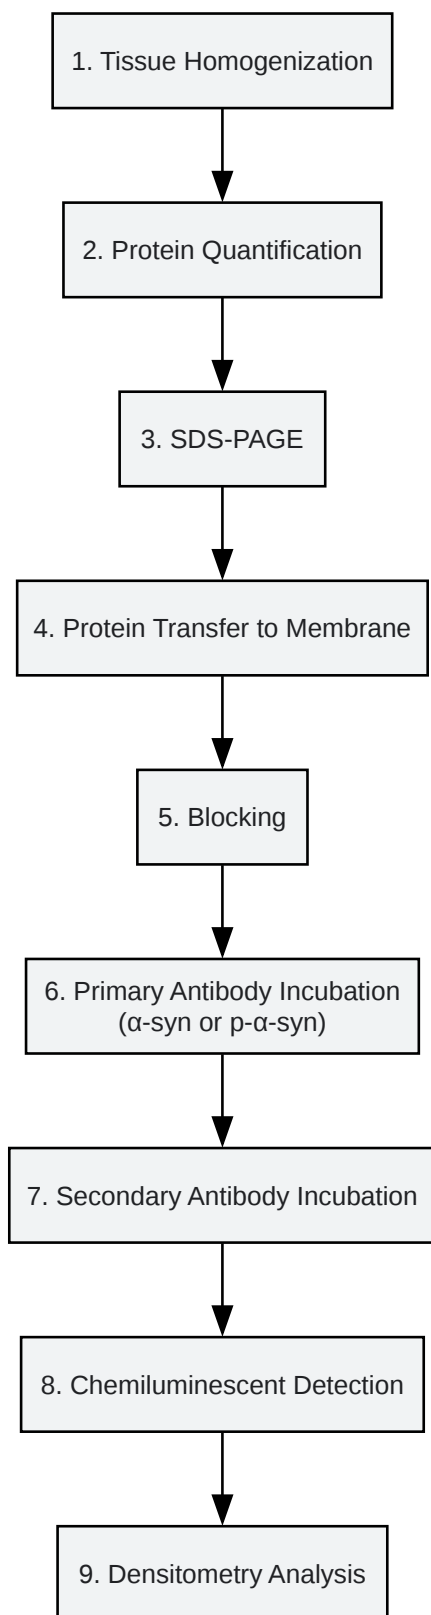 1. Tissue Homogenization
2. Protein Quantification
3. SDS-PAGE
4. Protein Transfer to Membrane
5. Blocking
6. Primary Antibody Incubation
(α-syn or p-α-syn)
7. Secondary Antibody Incubation
8. Chemiluminescent Detection
9. Densitometry Analysis